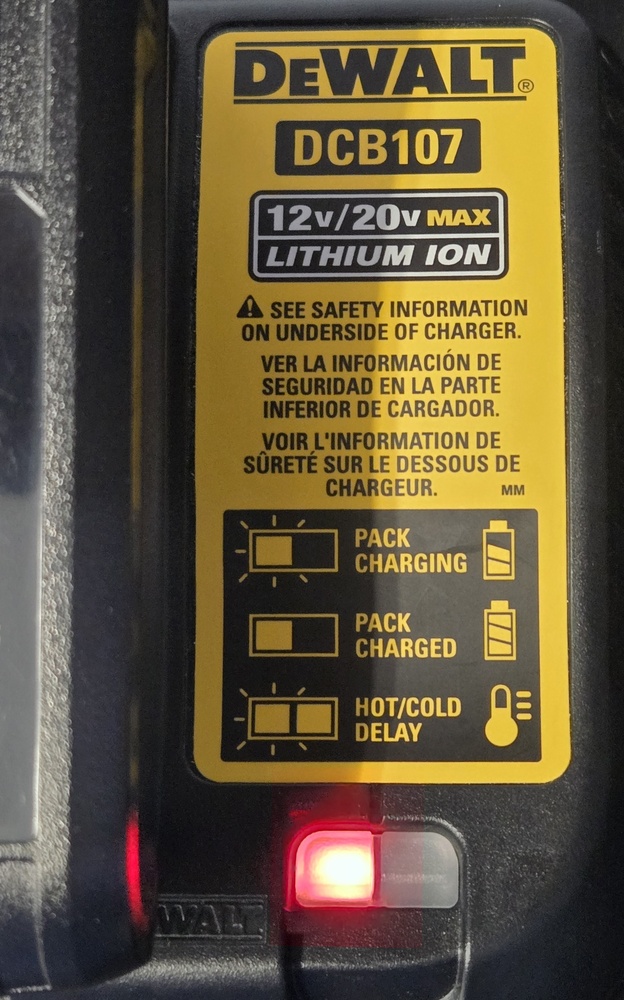 DEWALT®
DCB107
12v/20v MAX
LITHIUM ION
⚠ SEE SAFETY INFORMATION
ON UNDERSIDE OF CHARGER.
VER LA INFORMACIÓN DE
SEGURIDAD EN LA PARTE
INFERIOR DE CARGADOR.
VOIR L'INFORMATION DE
SÛRETÉ SUR LE DESSOUS DE
CHARGEUR. MM
PACK
CHARGING
PACK
CHARGED
HOT/COLD
DELAY
WALT